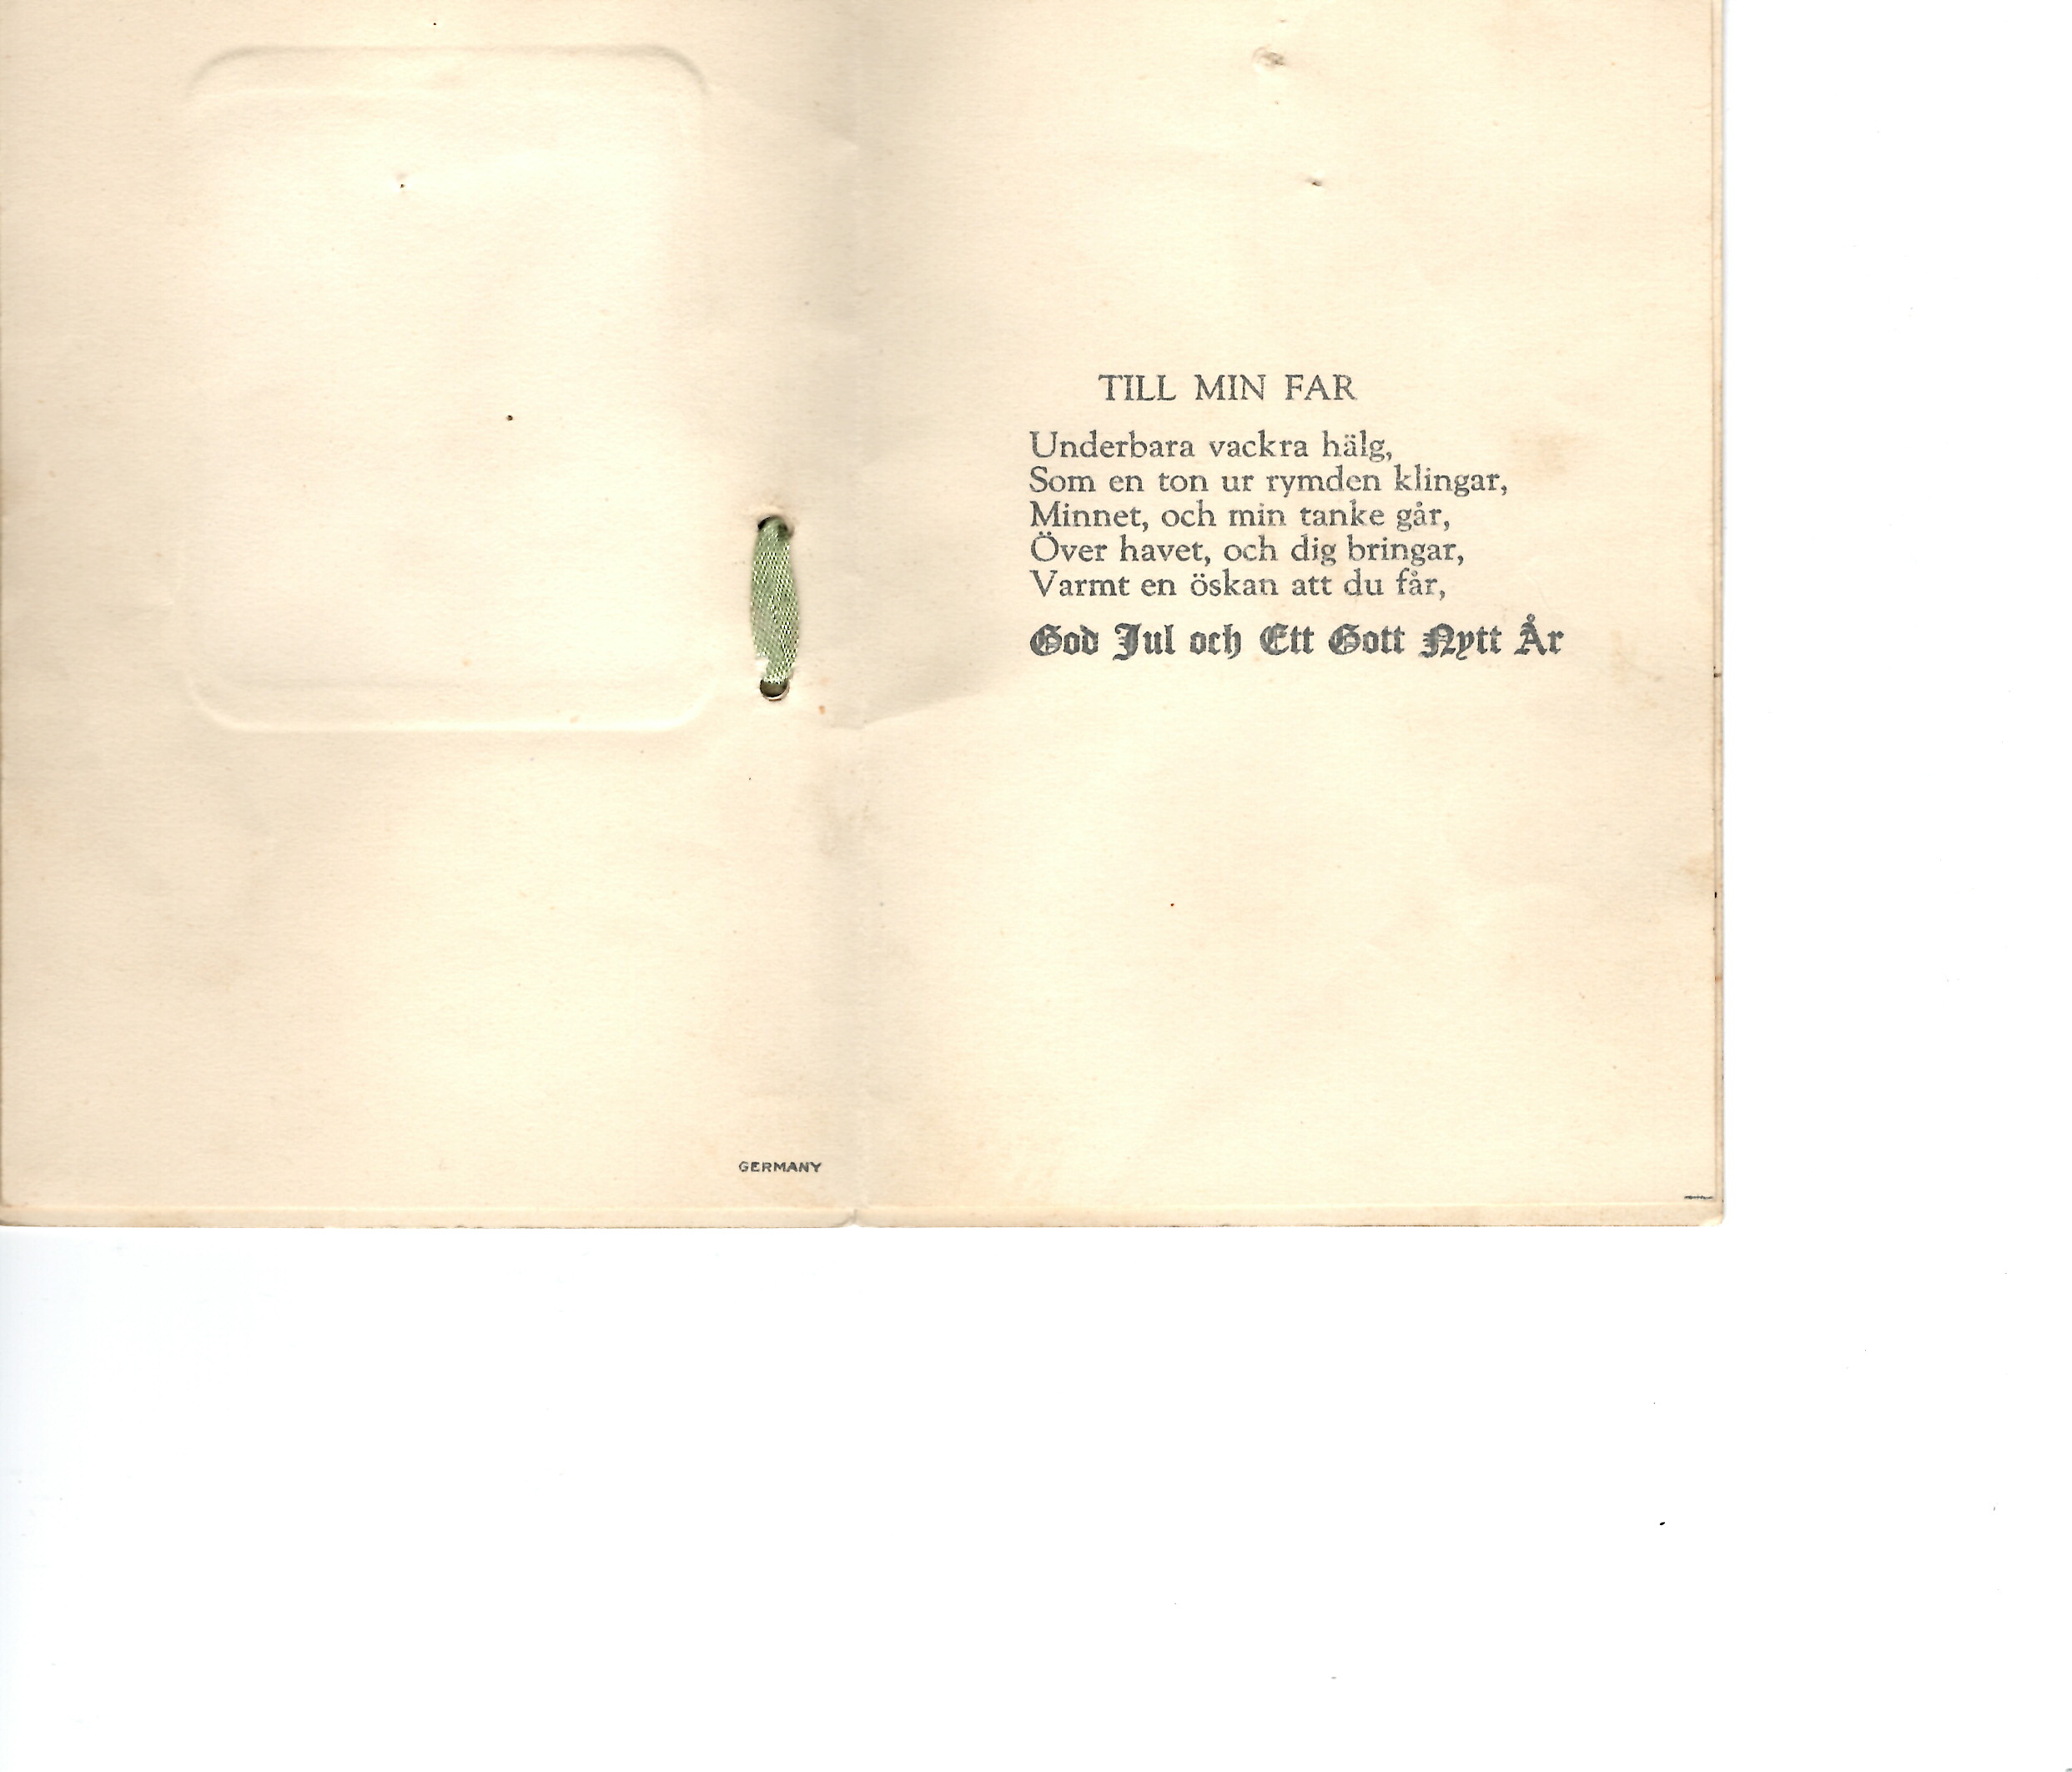 TILL MIN FAR
Underbara vackra hälg,
Som en ton ur rymden klingar,
Minnet, och min tanke går,
Över havet, och dig bringar,
Varmt en öskan att du får,
God Jul och Ett Gott Nytt År
GERMANY